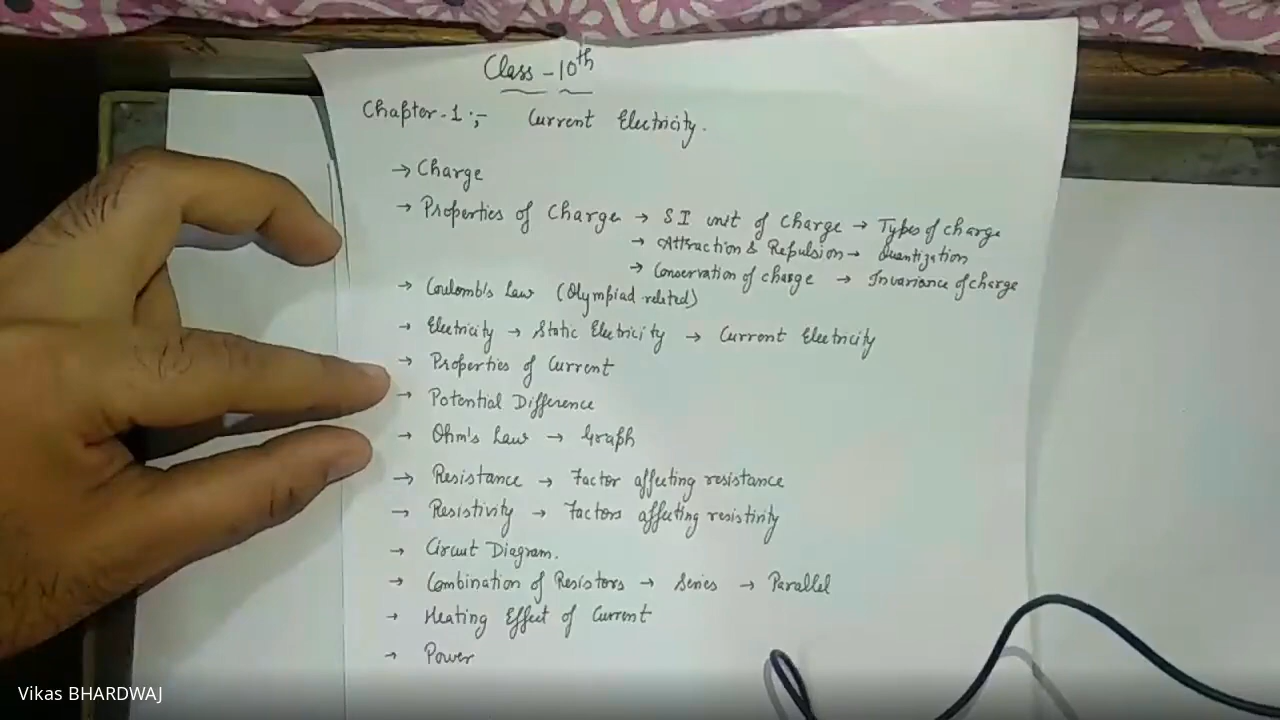 Class - 10th
Chapter-1:- Current Electricity.
→ Charge
→ Properties of Charge → SI unit of Charge → Types of charge
→ Attraction & Repulsion → Quantization
→ Conservation of charge → Invariance of charge
→ Coulomb's Law (Olympiad related)
→ Electricity → Static Electricity → Current Electricity
→ Properties of Current
→ Potential Difference
→ Ohm's Law → Graph
→ Resistance → Factor affecting resistance
→ Resistivity → Factors affecting resistivity
→ Circuit Diagram.
→ Combination of Resistors → Series → Parallel
→ Heating Effect of Current
→ Power
Vikas BHARDWAJ